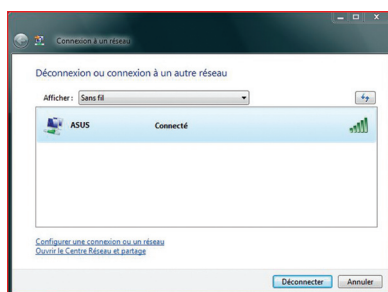 Connexion à un réseau
Déconnexion ou connexion à un autre réseau
Afficher : Sans fil
ASUS Connecté
Configurer une connexion ou un réseau
Ouvrir le Centre Réseau et partage
Déconnecter Annuler